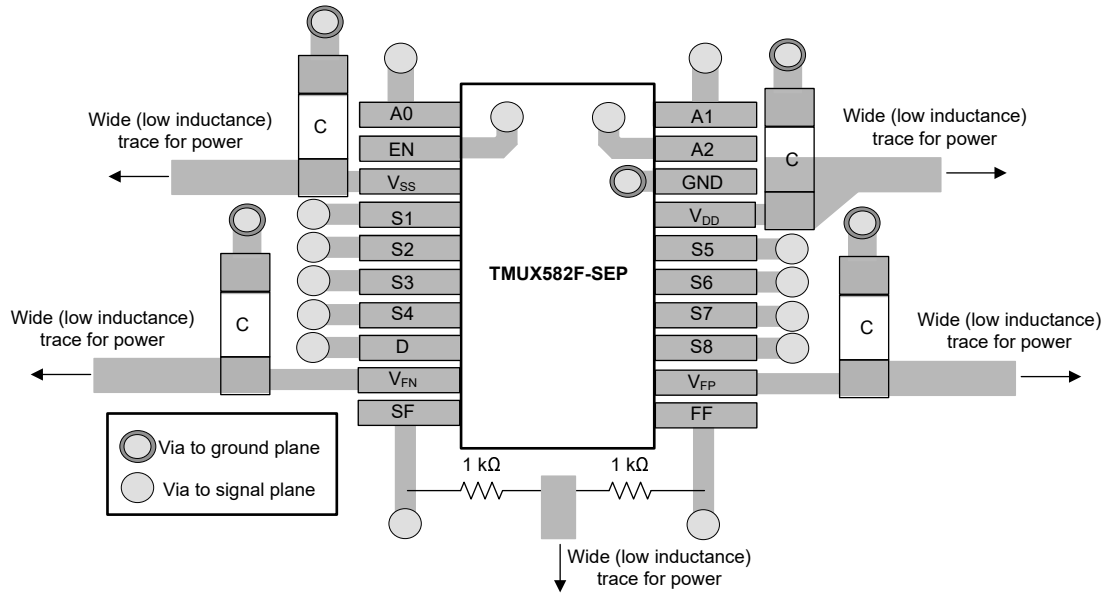 Wide (low inductance)
trace for power
C
A0
EN
VSS
S1
S2
S3
S4
D
VFN
SF
C
Wide (low inductance)
trace for power
TMUX582F-SEP
A1
A2
GND
VDD
S5
S6
S7
S8
VFP
FF
C
Wide (low inductance)
trace for power
C
Wide (low inductance)
trace for power
Via to ground plane
Via to signal plane
1 kΩ
1 kΩ
Wide (low inductance)
trace for power